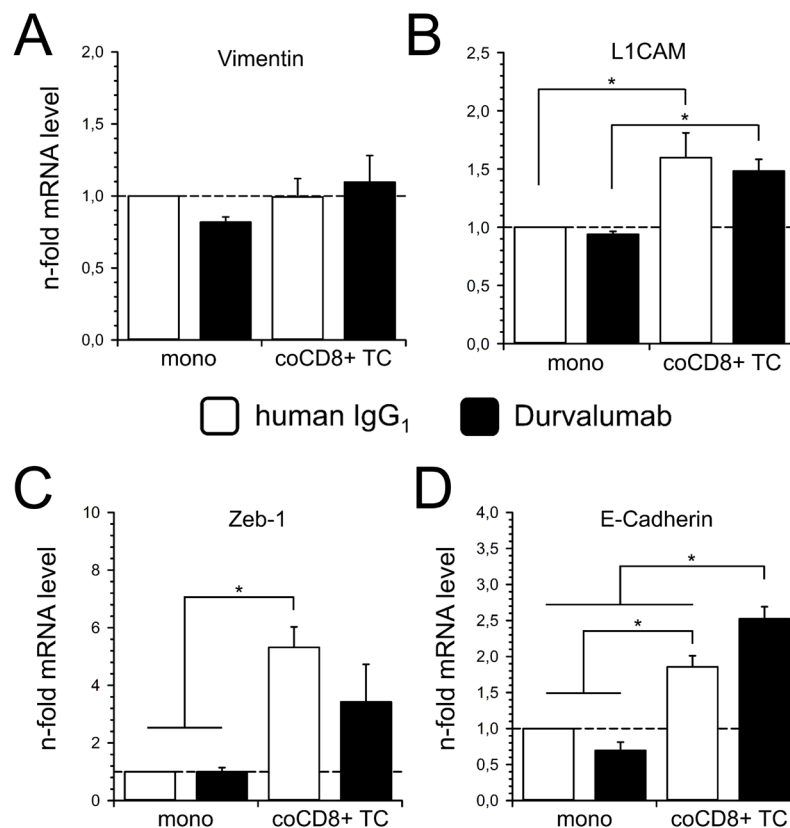 A
Vimentin
n-fold mRNA level
2,0
1,5
1,0
0,5
0,0
mono
coCD8+ TC
B
L1CAM
2,5
2,0
1,5
1,0
0,5
0,0
*
*
mono
coCD8+ TC
human IgG₁
Durvalumab
C
Zeb-1
n-fold mRNA level
10
8
6
4
2
0
*
mono
coCD8+ TC
D
E-Cadherin
n-fold mRNA level
4,0
3,5
3,0
2,5
2,0
1,5
1,0
0,5
0,0
*
*
mono
coCD8+ TC